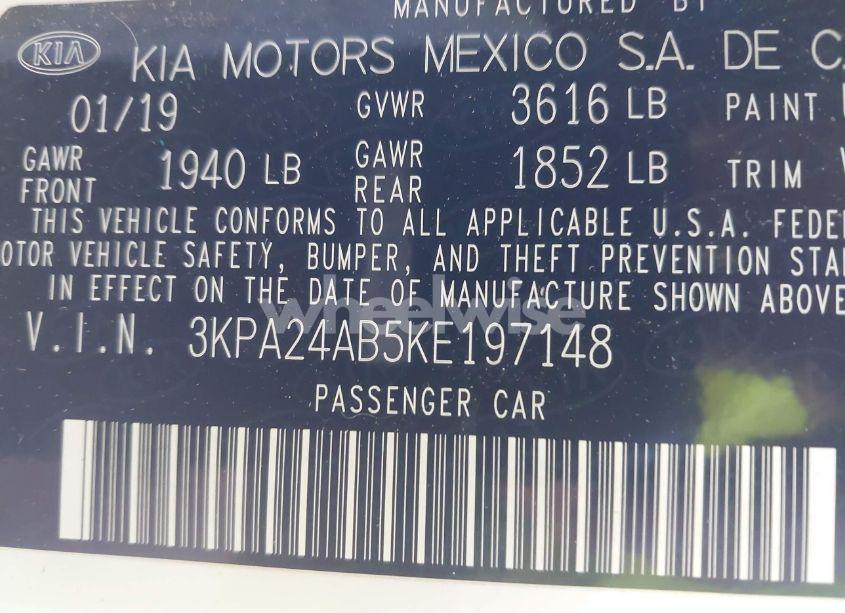 MANUFACTURED BY
KIA KIA MOTORS MEXICO S.A. DE C.
01/19 GVWR 3616 LB PAINT
GAWR FRONT 1940 LB GAWR REAR 1852 LB TRIM
THIS VEHICLE CONFORMS TO ALL APPLICABLE U.S.A. FEDE
OTOR VEHICLE SAFETY, BUMPER, AND THEFT PREVENTION STA
IN EFFECT ON THE DATE OF MANUFACTURE SHOWN ABOVE
wheelwise
V.I.N. 3KPA24AB5KE197148
PASSENGER CAR